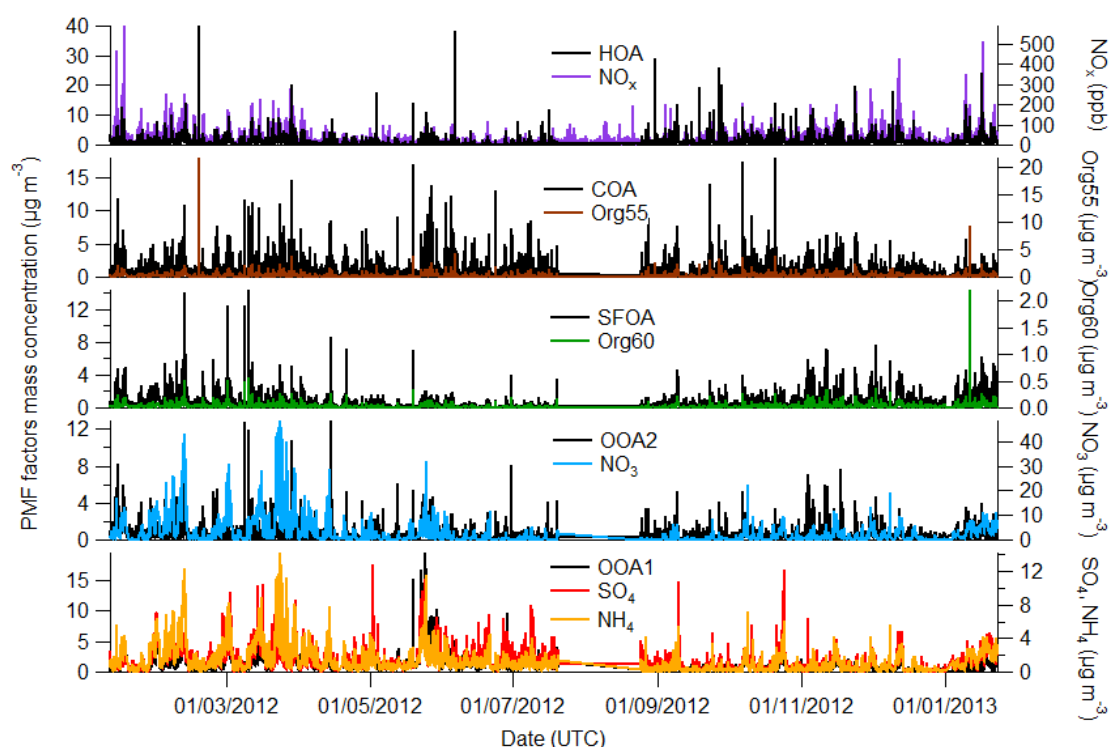 PMF factors mass concentration (µg m⁻³)
40
30
20
10
0
HOA
NOₓ
500
400
300
200
100
0
NOₓ (ppb)
15
10
5
0
COA
Org55
20
15
10
5
0
Org55 (µg m⁻³)
12
8
4
0
SFOA
Org60
2.0
1.5
1.0
0.5
0.0
Org60 (µg m⁻³)
12
8
4
0
OOA2
NO₃
40
30
20
10
0
NO₃ (µg m⁻³)
15
10
5
0
OOA1
SO₄
NH₄
12
8
4
0
SO₄, NH₄ (µg m⁻³)
01/03/2012 01/05/2012 01/07/2012 01/09/2012 01/11/2012 01/01/2013
Date (UTC)